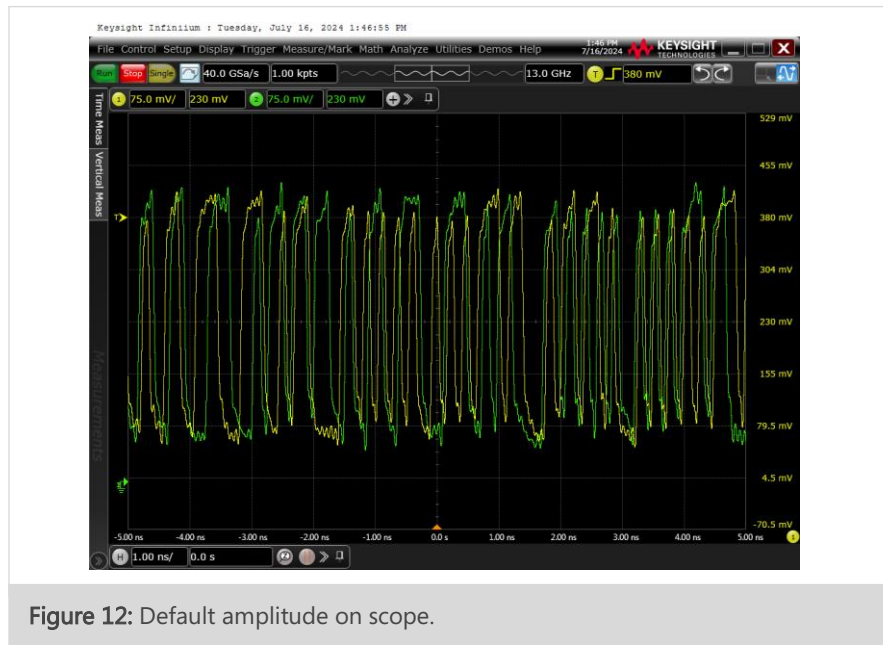 Keysight Infiniium : Tuesday, July 16, 2024 1:46:55 PM
File Control Setup Display Trigger Measure/Mark Math Analyze Utilities Demos Help
1:46 PM
7/16/2024
KEYSIGHT
TECHNOLOGIES
Run Stop Single 40.0 GSa/s 1.00 kpts 13.0 GHz T 380 mV
1 75.0 mV/ 230 mV 2 75.0 mV/ 230 mV
Time Meas
Vertical Meas
Measurements
T
529 mV
455 mV
380 mV
304 mV
230 mV
155 mV
79.5 mV
4.5 mV
-70.5 mV
-5.00 ns -4.00 ns -3.00 ns -2.00 ns -1.00 ns 0.0 s 1.00 ns 2.00 ns 3.00 ns 4.00 ns 5.00 ns 1
H 1.00 ns/ 0.0 s
Figure 12: Default amplitude on scope.